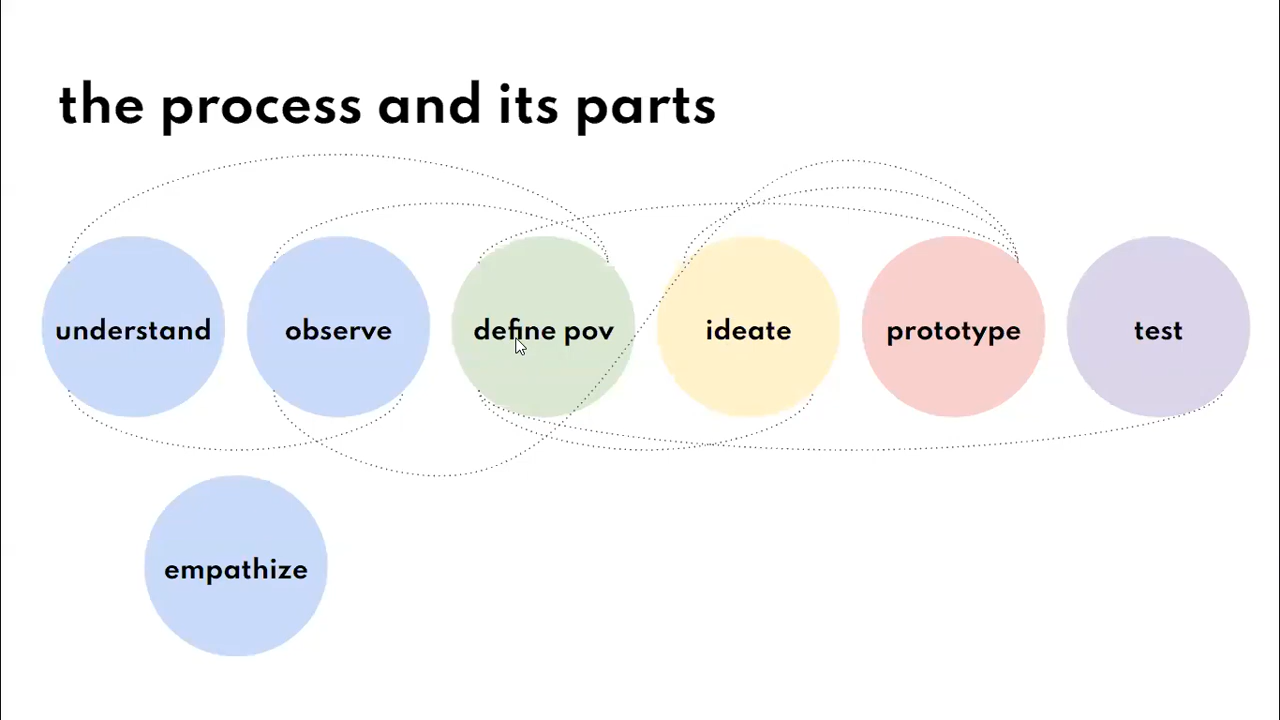 the process and its parts
understand
observe
define pov
ideate
prototype
test
empathize